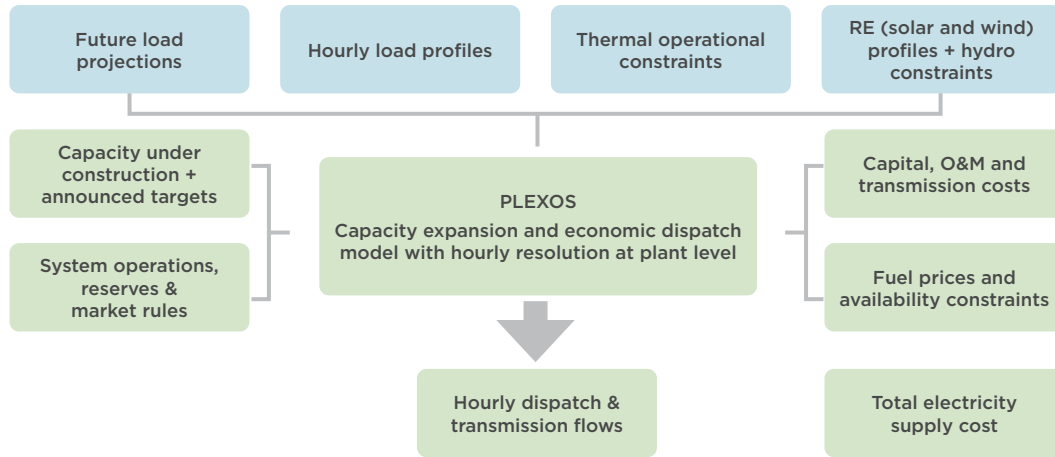 Future load
projections
Hourly load profiles
Thermal operational
constraints
RE (solar and wind)
profiles + hydro
constraints
Capacity under
construction +
announced targets
System operations,
reserves &
market rules
PLEXOS
Capacity expansion and economic dispatch
model with hourly resolution at plant level
Capital, O&M and
transmission costs
Fuel prices and
availability constraints
Hourly dispatch &
transmission flows
Total electricity
supply cost